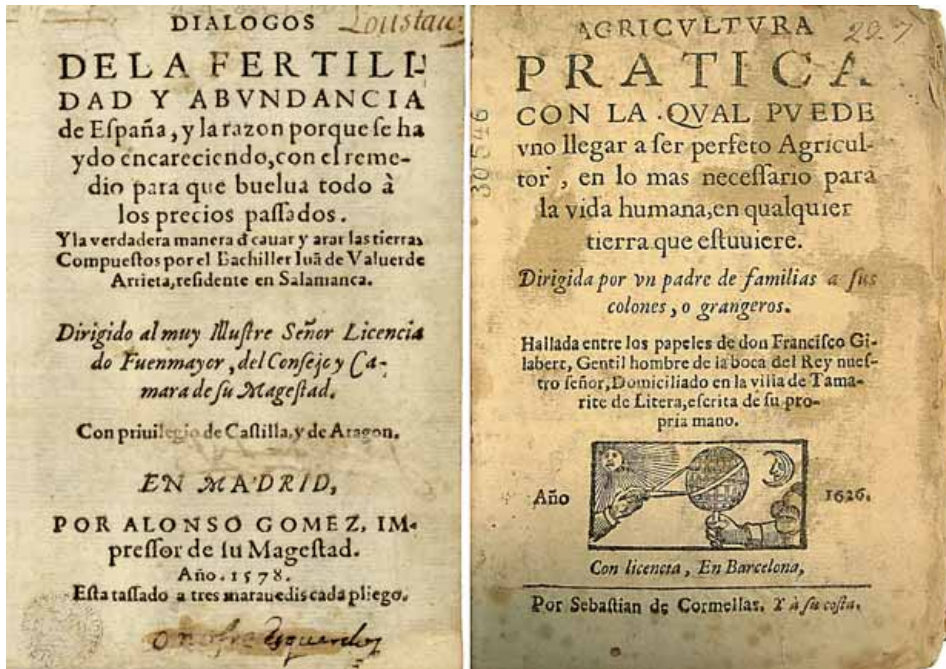 DIALOGOS
DELA FERTILI-
DAD Y ABVNDANCIA
de España, y la razon porque se ha
ydo encareciendo, con el reme-
dio para que buelua todo à
los precios passados.
Y la verdadera manera d cauar y arar las tierras
Compuestos por el Bachiller Iuã de Valuerde
Arrieta, residente en Salamanca.
Dirigido al muy Illustre Señor Licencia
do Fuenmayor, del Consejo y Ca-
mara de su Magestad.
Con priuilegio de Castilla, y de Aragon.
EN MADRID,
POR ALONSO GOMEZ, IM-
pressor de su Magestad.
Año. 1578.
Esta tassado a tres marauedis cada pliego.
AGRICVLTVRA
29.7
PRATICA
30546
CON LA QVAL PVEDE
vno llegar a ser perfeto Agricul-
tor, en lo mas necessario para
la vida humana, en qualquier
tierra que estuuiere.
Dirigida por vn padre de familias a sus
colones, o grangeros.
Hallada entre los papeles de don Francisco Gi-
labert, Gentil hombre de la boca del Rey nues-
tro señor, Domiciliado en la villa de Tama-
rite de Litera, escrita de su pro-
pria mano.
Año 1626.
Con licencia, En Barcelona,
Por Sebastian de Cormellas. Y à su costa.